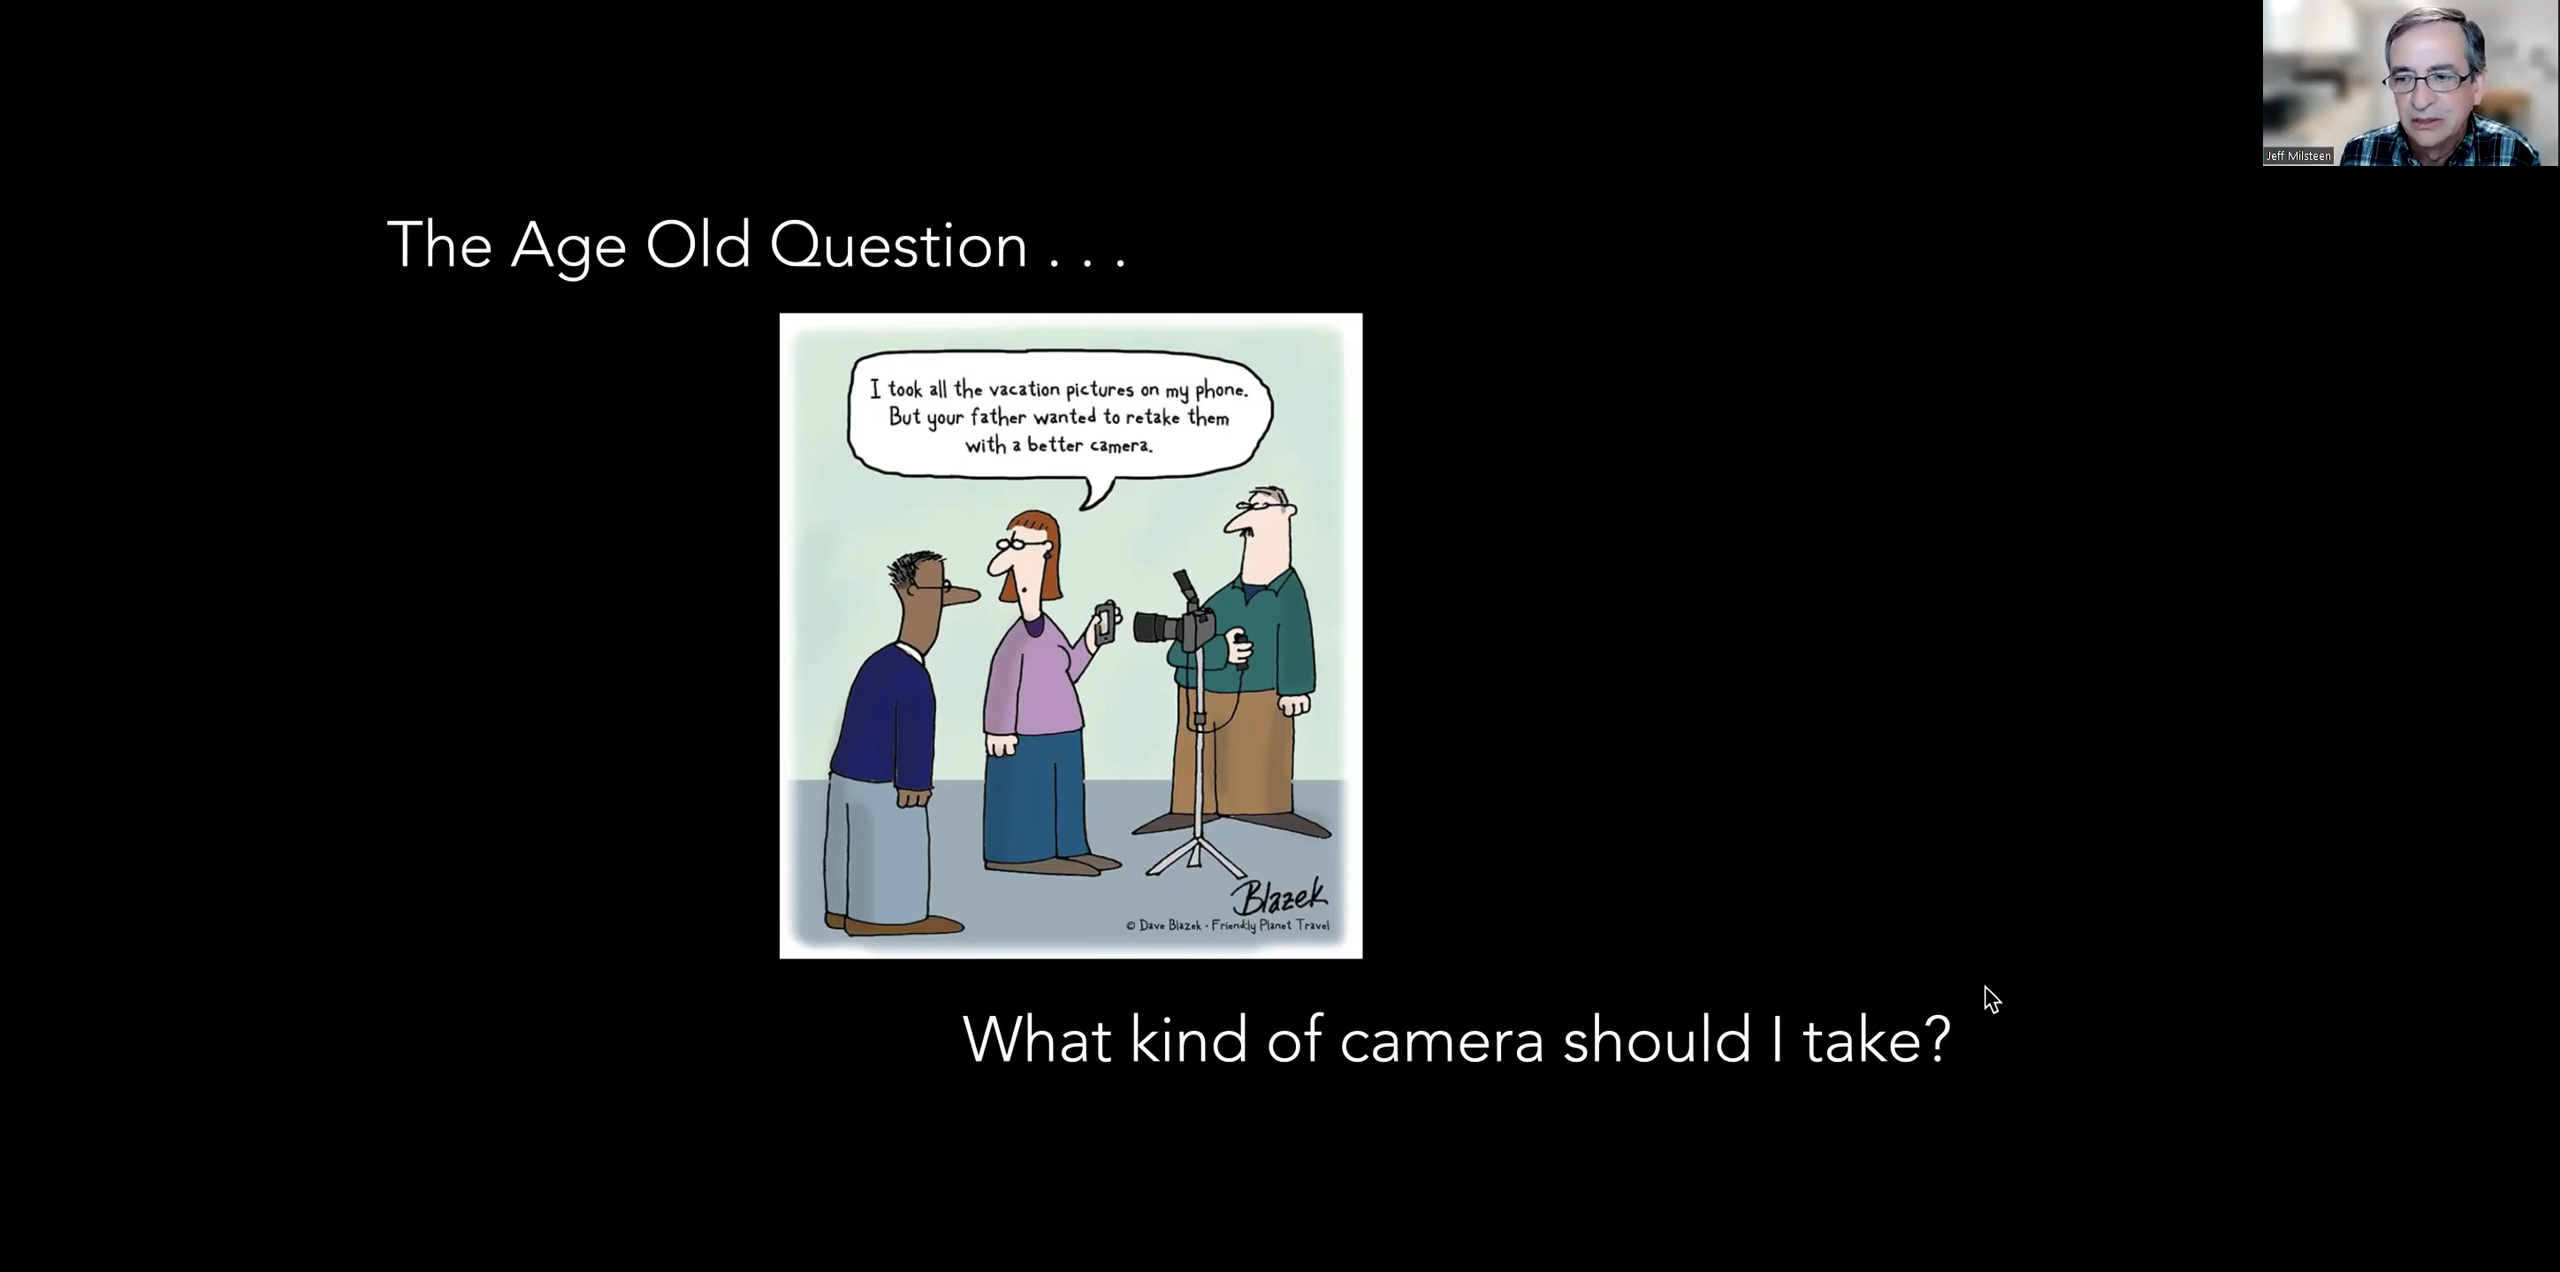 Jeff Milsteen
The Age Old Question . . .
I took all the vacation pictures on my phone.
But your father wanted to retake them
with a better camera.
Blazek
© Dave Blazek · Friendly Planet Travel
What kind of camera should I take?